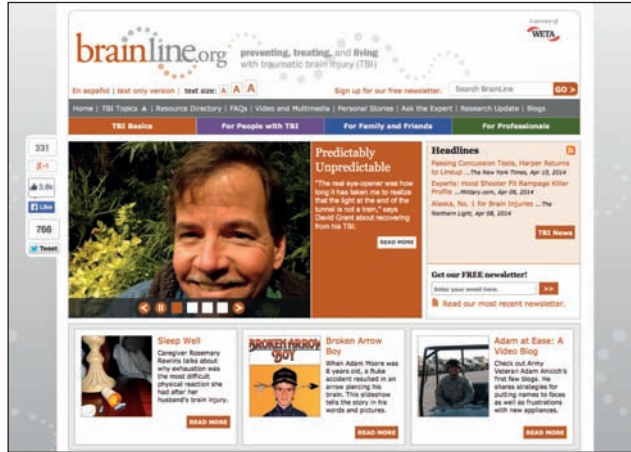 A service of
WETA
brainline.org
preventing, treating, and living
with traumatic brain injury (TBI)
En español | text only version | text size: A A A
Sign up for our free newsletter.
Search BrainLine
GO >
Home | TBI Topics | Resource Directory | FAQs | Video and Multimedia | Personal Stories | Ask the Expert | Research Update | Blogs
TBI Basics
For People with TBI
For Family and Friends
For Professionals
331
g+1
3.8k
Like
766
Tweet
Predictably
Unpredictable
"The real eye-opener was how
long it has taken me to realize
that the light at the end of the
tunnel is not a train," says
David Grant about recovering
from his TBI.
READ MORE
Headlines
Passing Concussion Tests, Harper Returns
to Lineup ...The New York Times, Apr 15, 2014
Experts: Hood Shooter Fit Rampage Killer
Profile ...Military.com, Apr 08, 2014
Alaska, No. 1 for Brain Injuries ...The
Northern Light, Apr 08, 2014
TBI News
Get our FREE newsletter!
Enter your email here.
>>
Read our most recent newsletter.
Sleep Well
Caregiver Rosemary
Rawlins talks about
why exhaustion was
the most difficult
physical reaction she
had after her
husband's brain injury.
READ MORE
BROKEN ARROW
BOY
Broken Arrow
Boy
When Adam Moore was
8 years old, a fluke
accident resulted in an
arrow piercing his
brain. This slideshow
tells the story in his
words and pictures.
READ MORE
Adam at Ease: A
Video Blog
Check out Army
Veteran Adam Anicich's
first few blogs. He
shares strategies for
putting names to faces
as well as frustrations
with new appliances.
READ MORE